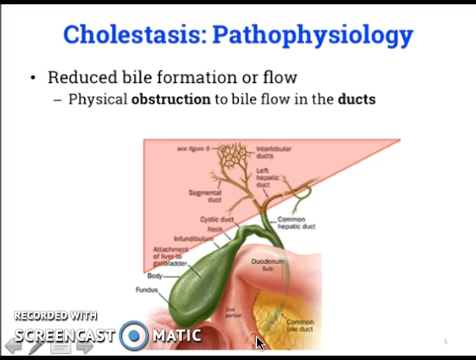 Cholestasis: Pathophysiology
• Reduced bile formation or flow
– Physical obstruction to bile flow in the ducts
see figure 5
Interlobular
ducts
Left
hepatic
duct
Segmental
duct
Cystic duct
Common
hepatic duct
Neck
Infundibulum
Attachment
of liver to
gallbladder
Duodenum
Bulb
Body
Fundus
2nd
portion
Common
bile duct
RECORDED WITH
SCREENCAST MATIC
5